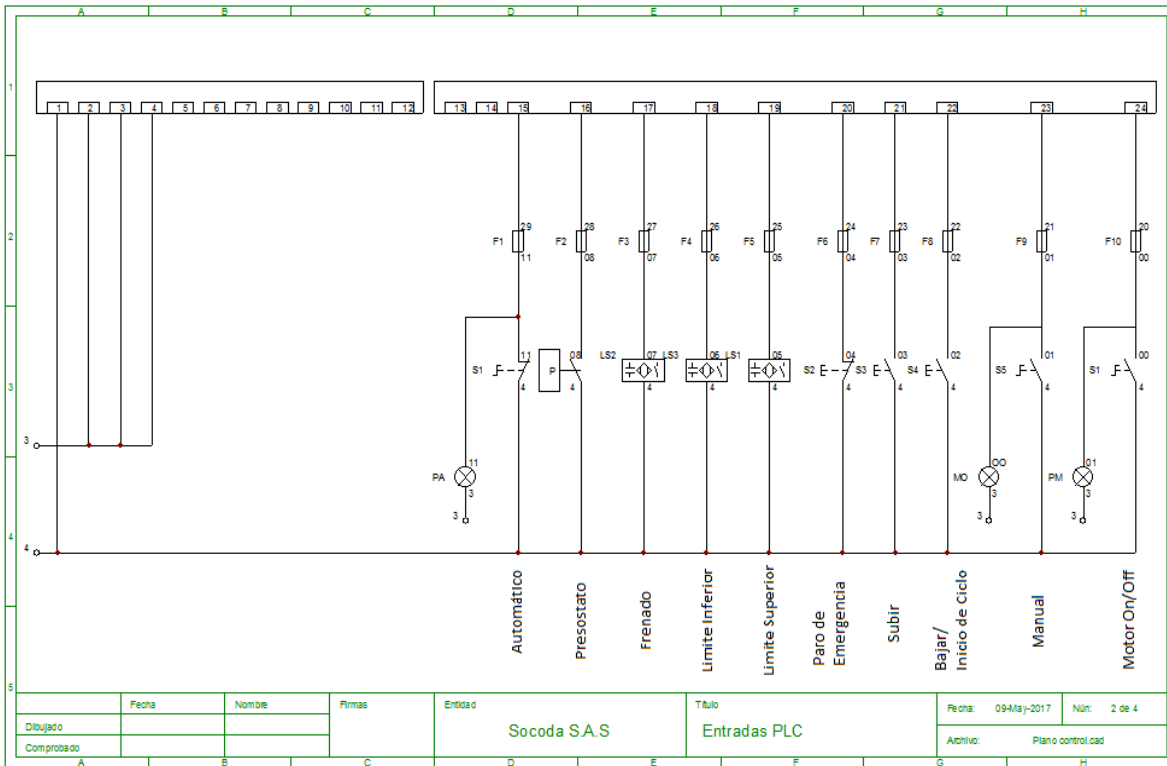 A B C D E F G H
1
1 2 3 4 5 6 7 8 9 10 11 12 13 14 15 16 17 18 19 20 21 22 23 24
2
29 28 27 26 25 24 23 22 21 20
F1 F2 F3 F4 F5 F6 F7 F8 F9 F10
11 08 07 06 05 04 03 02 01 00
3
11 08 07 06 05 04 03 02 01 00
S1 P LS2 LS3 LS1 S2 S3 S4 S5 S1
4 4 4 4 4 4 4 4 4 4
3
11 OO 01
PA MO PM
3 3 3
3 3 3
4
4
Automático
Presostato
Frenado
Limite Inferior
Limite Superior
Paro de
Emergencia
Subir
Bajar/
Inicio de Ciclo
Manual
Motor On/Off
5
Fecha Nombre Firmas Entidad Título Fecha: 09-May-2017 Núm: 2 de 4
Dibujado
Socoda S.A.S Entradas PLC
Comprobado Archivo: Plano control.cad
A B C D E F G H